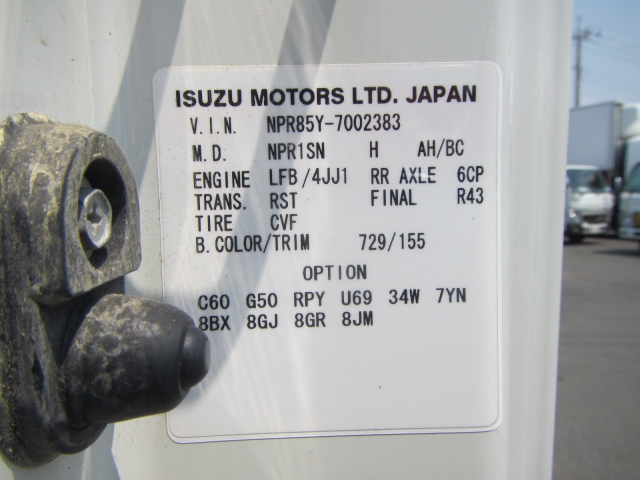 ISUZU MOTORS LTD. JAPAN
V.I.N. NPR85Y-7002383
M.D. NPR1SN H AH/BC
ENGINE LFB/4JJ1 RR AXLE 6CP
TRANS. RST FINAL R43
TIRE CVF
B.COLOR/TRIM 729/155
OPTION
C60 G50 RPY U69 34W 7YN
8BX 8GJ 8GR 8JM